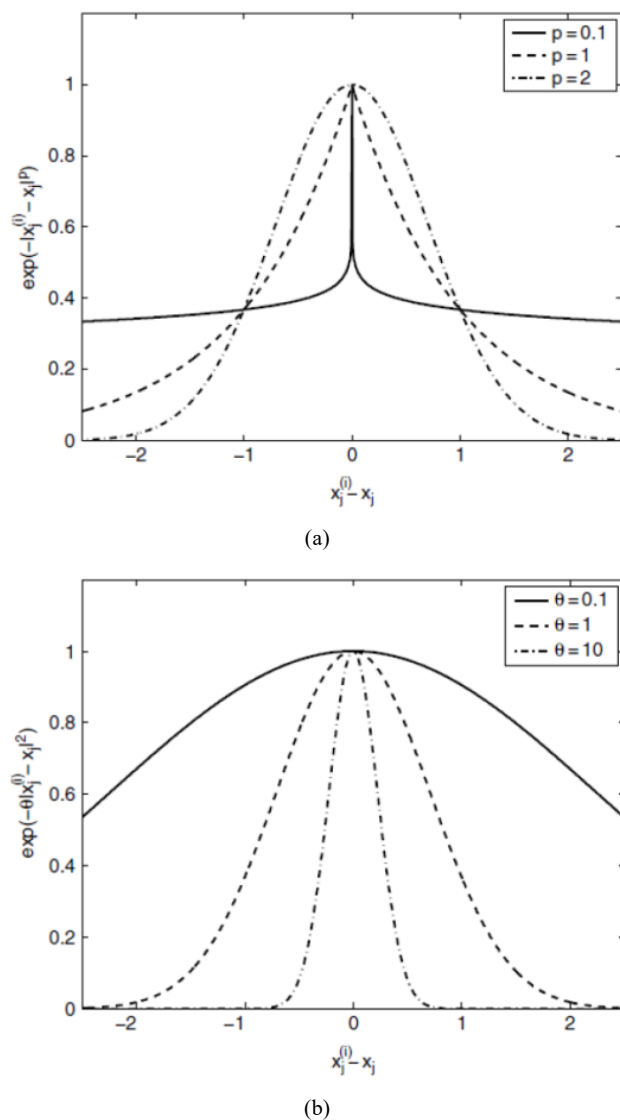 p = 0.1
p = 1
p = 2
1
0.8
0.6
0.4
0.2
0
exp(-|x_j^(i) - x_j|^p)
−2 −1 0 1 2
x_j^(i) - x_j
(a)
θ = 0.1
θ = 1
θ = 10
1
0.8
0.6
0.4
0.2
0
exp(-θ|x_j^(i) - x_j|^2)
−2 −1 0 1 2
x_j^(i) - x_j
(b)